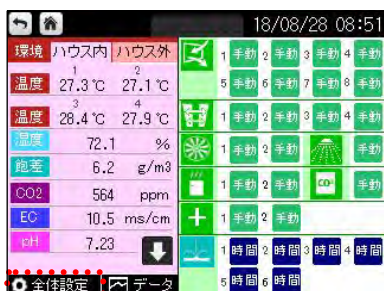 18/08/28 08:51
環境 ハウス内 ハウス外
1 手動 2 手動 3 手動 4 手動
温度 1 27.3℃ 2 27.1℃
5 手動 6 手動 7 手動 8 手動
温度 3 28.4℃ 4 27.9℃
1 手動 2 手動 3 手動 4 手動
湿度 72.1 %
1 手動 2 手動 手動
飽差 6.2 g/m3
1 手動 2 手動 CO2 手動
CO2 564 ppm
EC 10.5 ms/cm
1 手動 2 手動
pH 7.23
1 時間 2 時間 3 時間 4 時間
全体設定 データ
5 時間 6 時間